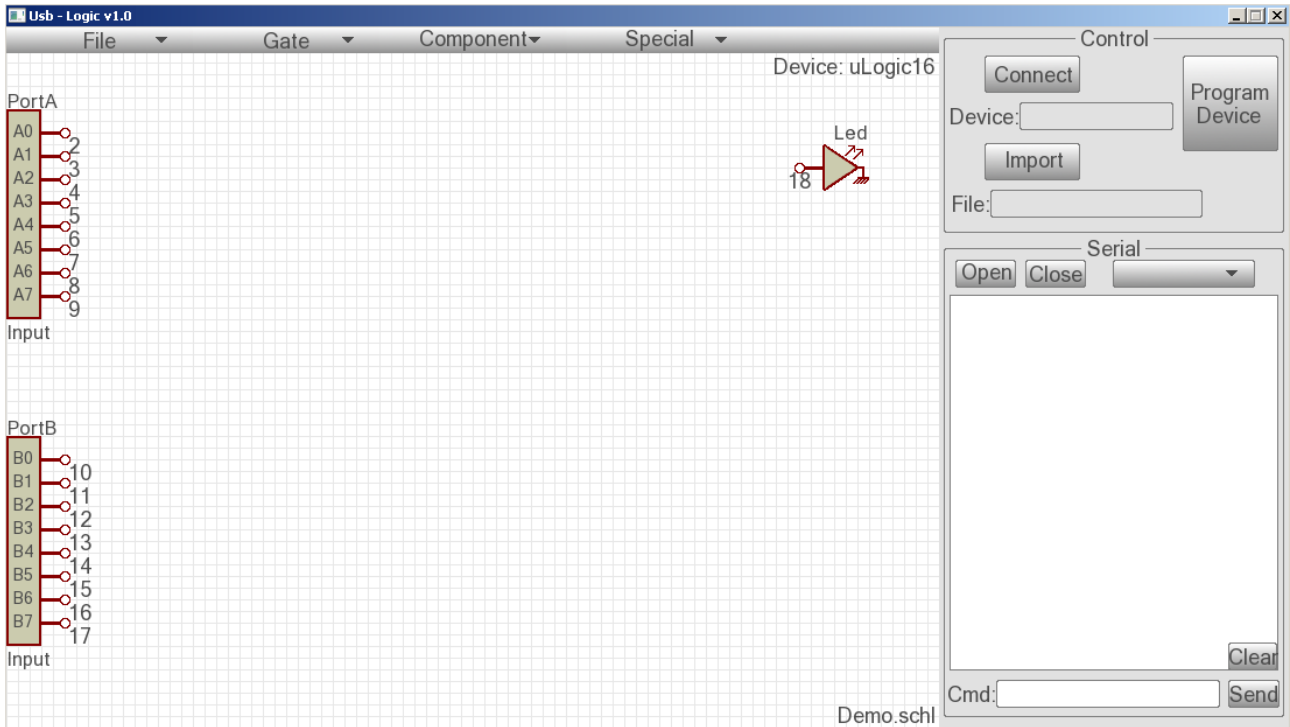 Usb - Logic v1.0
File Gate Component Special
Device: uLogic16
PortA
A0
2
A1
3
A2
4
A3
5
A4
6
A5
7
A6
8
A7
9
Input
Led
18
PortB
B0
10
B1
11
B2
12
B3
13
B4
14
B5
15
B6
16
B7
17
Input
Demo.schl
Control
Connect
Program
Device
Device:
Import
File:
Serial
Open Close
Clear
Cmd: Send